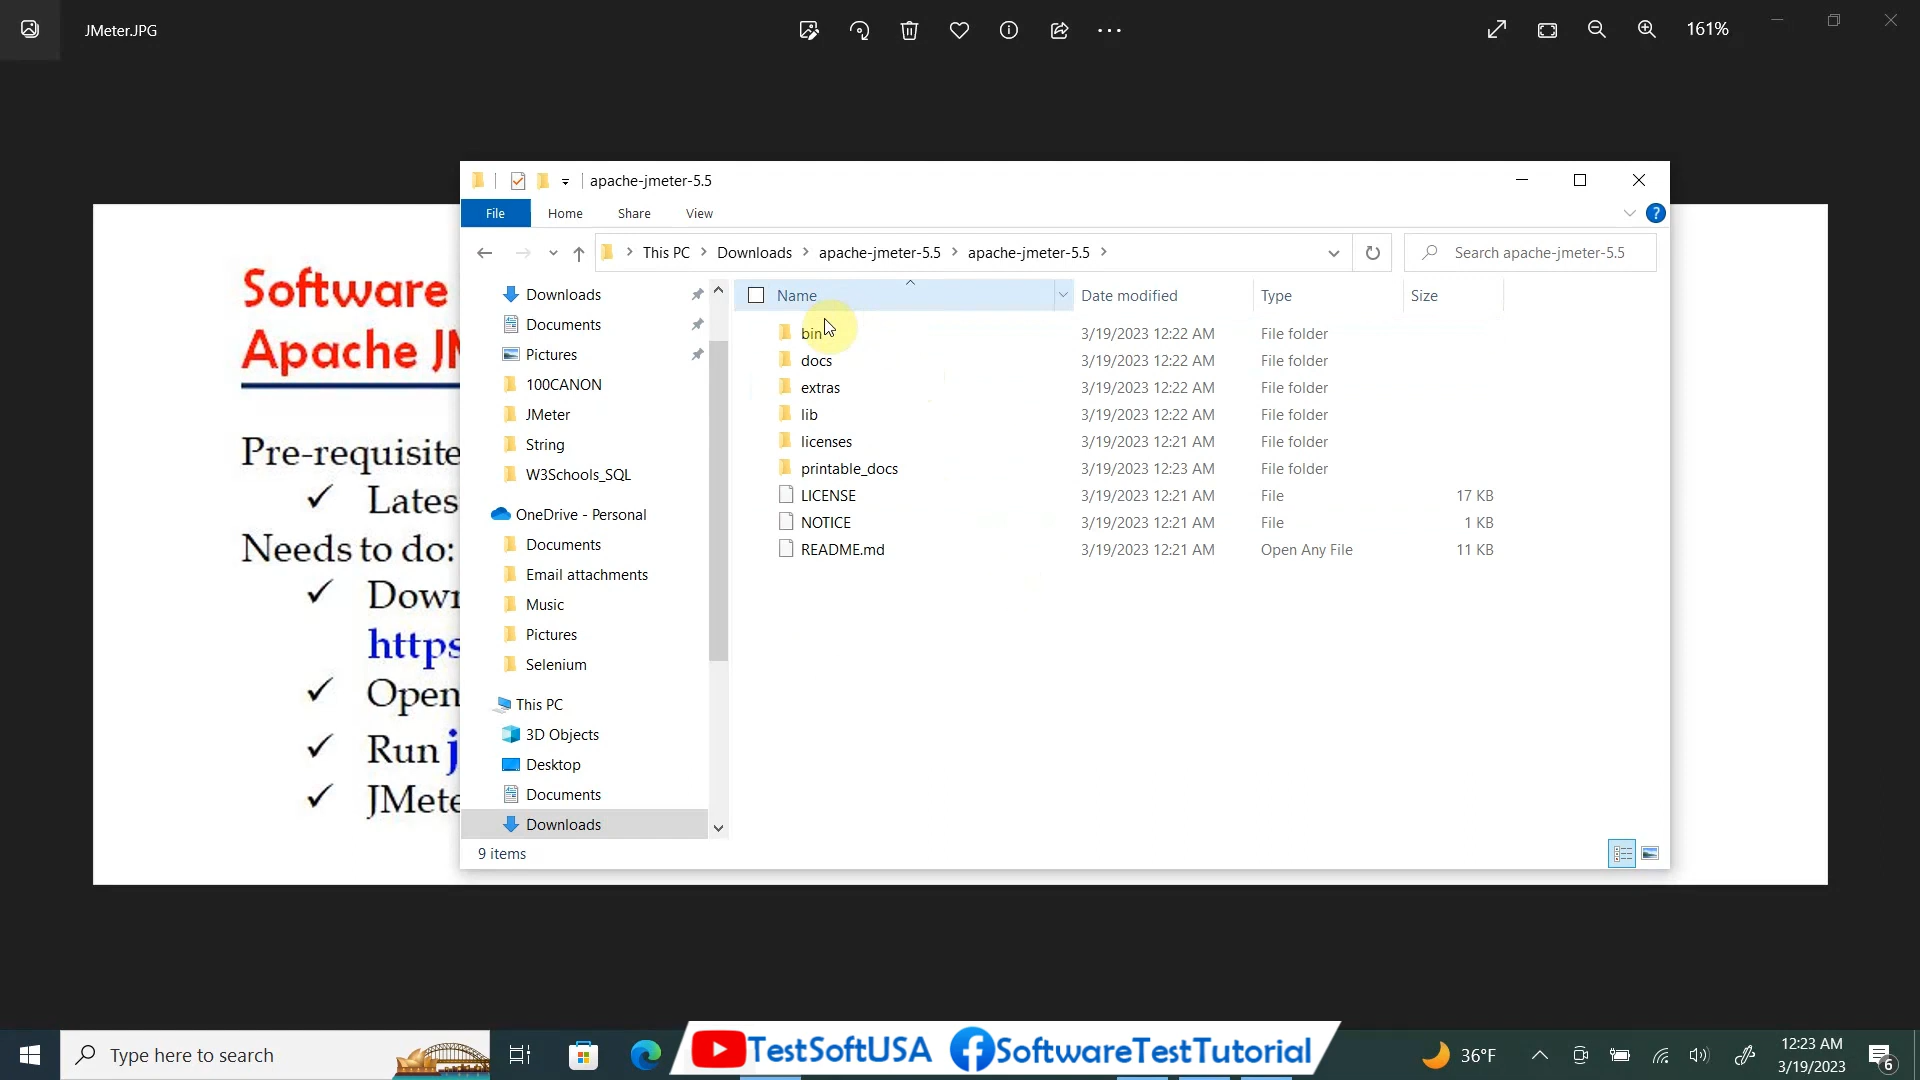 JMeter.JPG
161%
Software
Apache JM
Pre-requisite
Lates
Needs to do:
Down
https
Open
Run j
JMete
apache-jmeter-5.5
File Home Share View
This PC Downloads apache-jmeter-5.5 apache-jmeter-5.5
Search apache-jmeter-5.5
Downloads
Documents
Pictures
100CANON
JMeter
String
W3Schools_SQL
OneDrive - Personal
Documents
Email attachments
Music
Pictures
Selenium
This PC
3D Objects
Desktop
Documents
Downloads
Name Date modified Type Size
bin 3/19/2023 12:22 AM File folder
docs 3/19/2023 12:22 AM File folder
extras 3/19/2023 12:22 AM File folder
lib 3/19/2023 12:22 AM File folder
licenses 3/19/2023 12:21 AM File folder
printable_docs 3/19/2023 12:23 AM File folder
LICENSE 3/19/2023 12:21 AM File 17 KB
NOTICE 3/19/2023 12:21 AM File 1 KB
README.md 3/19/2023 12:21 AM Open Any File 11 KB
9 items
Type here to search
TestSoftUSA SoftwareTestTutorial
36°F
12:23 AM
3/19/2023
6